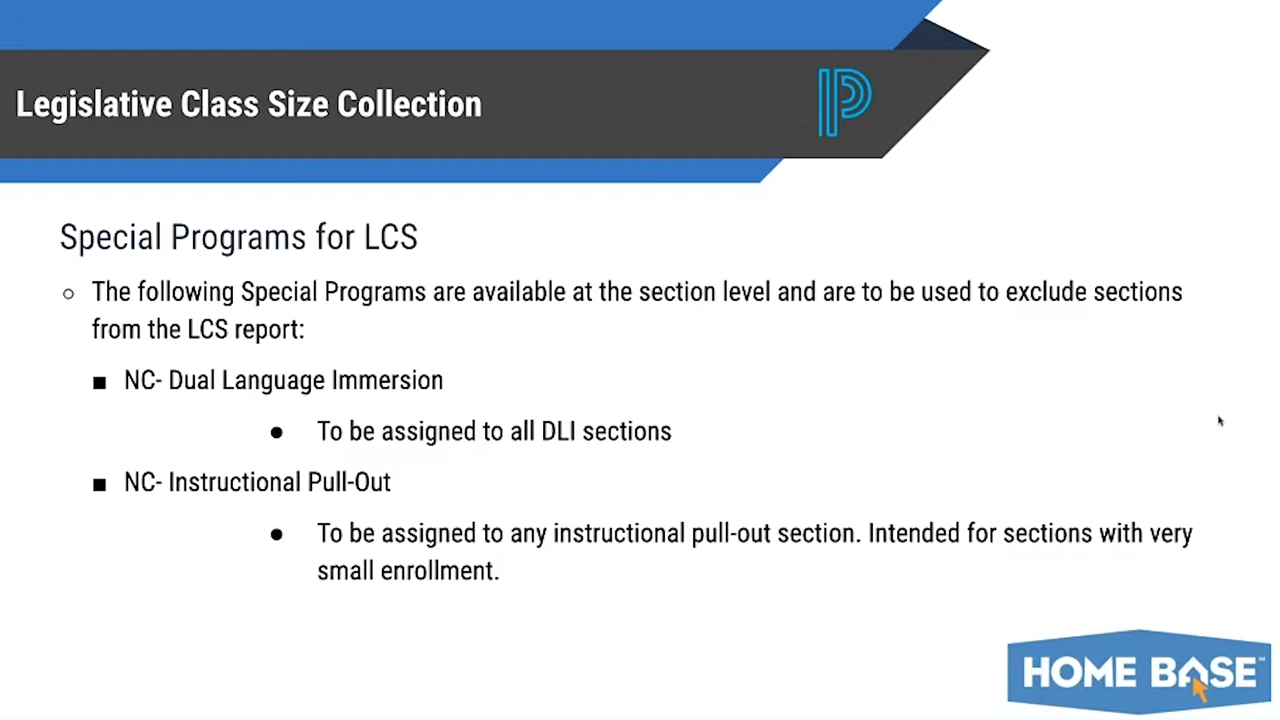 Legislative Class Size Collection
Special Programs for LCS
○ The following Special Programs are available at the section level and are to be used to exclude sections
from the LCS report:
■ NC- Dual Language Immersion
● To be assigned to all DLI sections
■ NC- Instructional Pull-Out
● To be assigned to any instructional pull-out section. Intended for sections with very
small enrollment.
HOME BASE